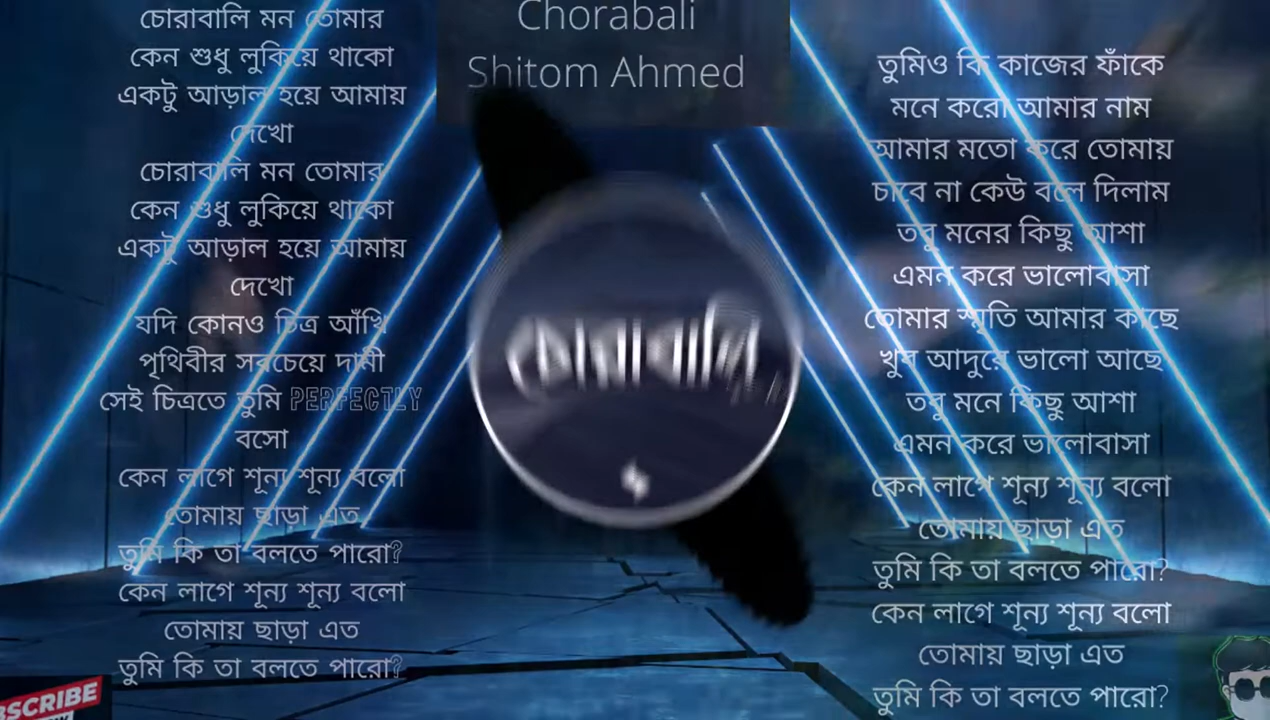 Chorabali
Shitom Ahmed
চোরাবালি মন তোমার
কেন শুধু লুকিয়ে থাকো
একটু আড়াল হয়ে আমায়
দেখো
চোরাবালি মন তোমার
কেন শুধু লুকিয়ে থাকো
একটু আড়াল হয়ে আমায়
দেখো
যদি কোনও চিত্র আঁখি
পৃথিবীর সবচেয়ে দামী
সেই চিত্রতে তুমি PERFECTLY
বসো
কেন লাগে শূন্য শূন্য বলো
তোমায় ছাড়া এত
তুমি কি তা বলতে পারো?
কেন লাগে শূন্য শূন্য বলো
তোমায় ছাড়া এত
তুমি কি তা বলতে পারো?
চোরাবালি
তুমিও কি কাজের ফাঁকে
মনে করো আমার নাম
আমার মতো করে তোমায়
চাবে না কেউ বলে দিলাম
তবু মনের কিছু আশা
এমন করে ভালোবাসা
তোমার স্মৃতি আমার কাছে
খুব আদুরে ভালো আছে
তবু মনে কিছু আশা
এমন করে ভালোবাসা
কেন লাগে শূন্য শূন্য বলো
তোমায় ছাড়া এত
তুমি কি তা বলতে পারো?
কেন লাগে শূন্য শূন্য বলো
তোমায় ছাড়া এত
তুমি কি তা বলতে পারো?